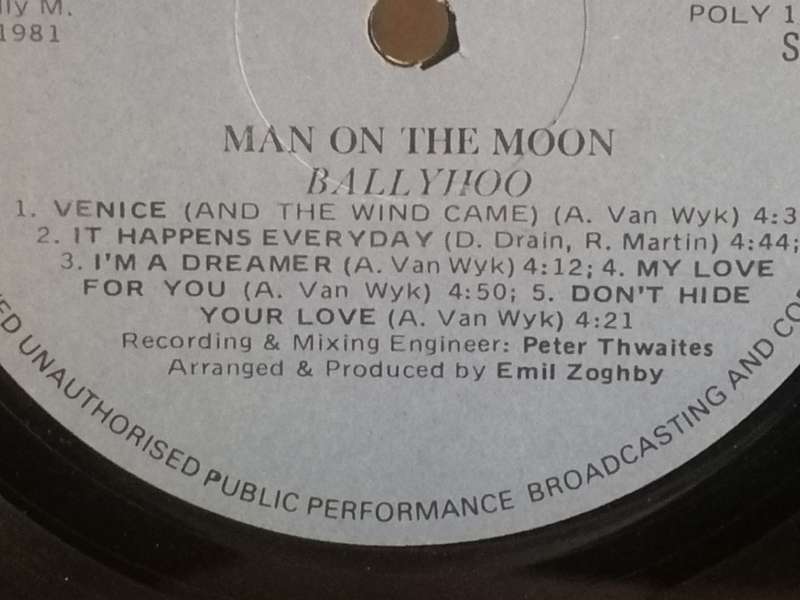 lly M.
1981
POLY 1
S
MAN ON THE MOON
BALLYHOO
1. VENICE (AND THE WIND CAME) (A. Van Wyk) 4:3
2. IT HAPPENS EVERYDAY (D. Drain, R. Martin) 4:44;
3. I'M A DREAMER (A. Van Wyk) 4:12; 4. MY LOVE
FOR YOU (A. Van Wyk) 4:50; 5. DON'T HIDE
YOUR LOVE (A. Van Wyk) 4:21
Recording & Mixing Engineer: Peter Thwaites
Arranged & Produced by Emil Zoghby
ED UNAUTHORISED PUBLIC PERFORMANCE BROADCASTING AND CO